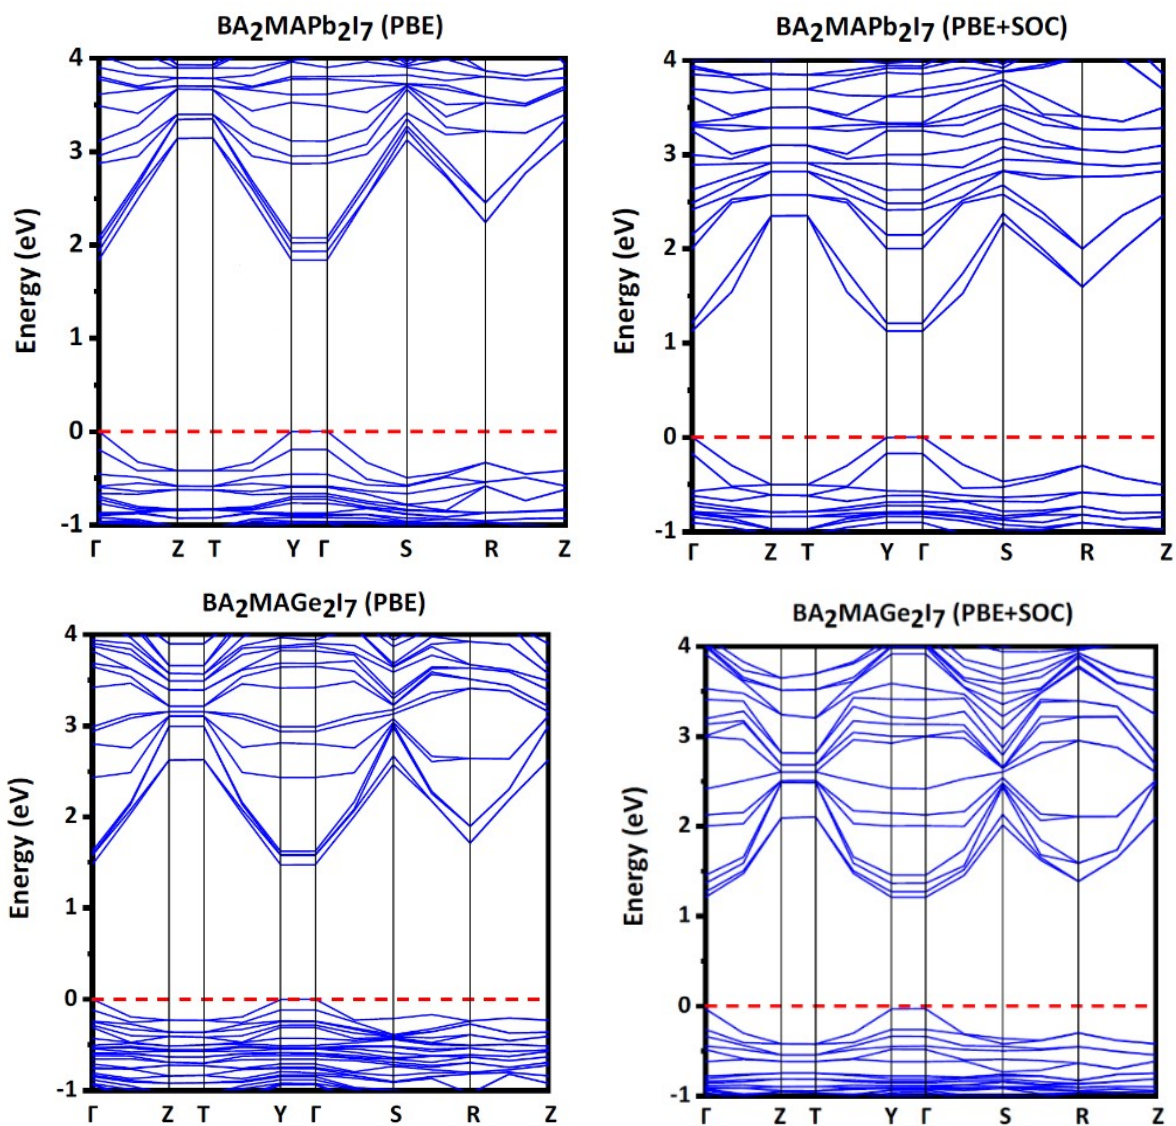 BA₂MAPb₂I₇ (PBE)
4
3
2
1
0
-1
Energy (eV)
Γ Z T Y Γ S R Z
BA₂MAPb₂I₇ (PBE+SOC)
4
3
2
1
0
-1
Energy (eV)
Γ Z T Y Γ S R Z
BA₂MAGe₂I₇ (PBE)
4
3
2
1
0
-1
Energy (eV)
Γ Z T Y Γ S R Z
BA₂MAGe₂I₇ (PBE+SOC)
4
3
2
1
0
-1
Energy (eV)
Γ Z T Y Γ S R Z